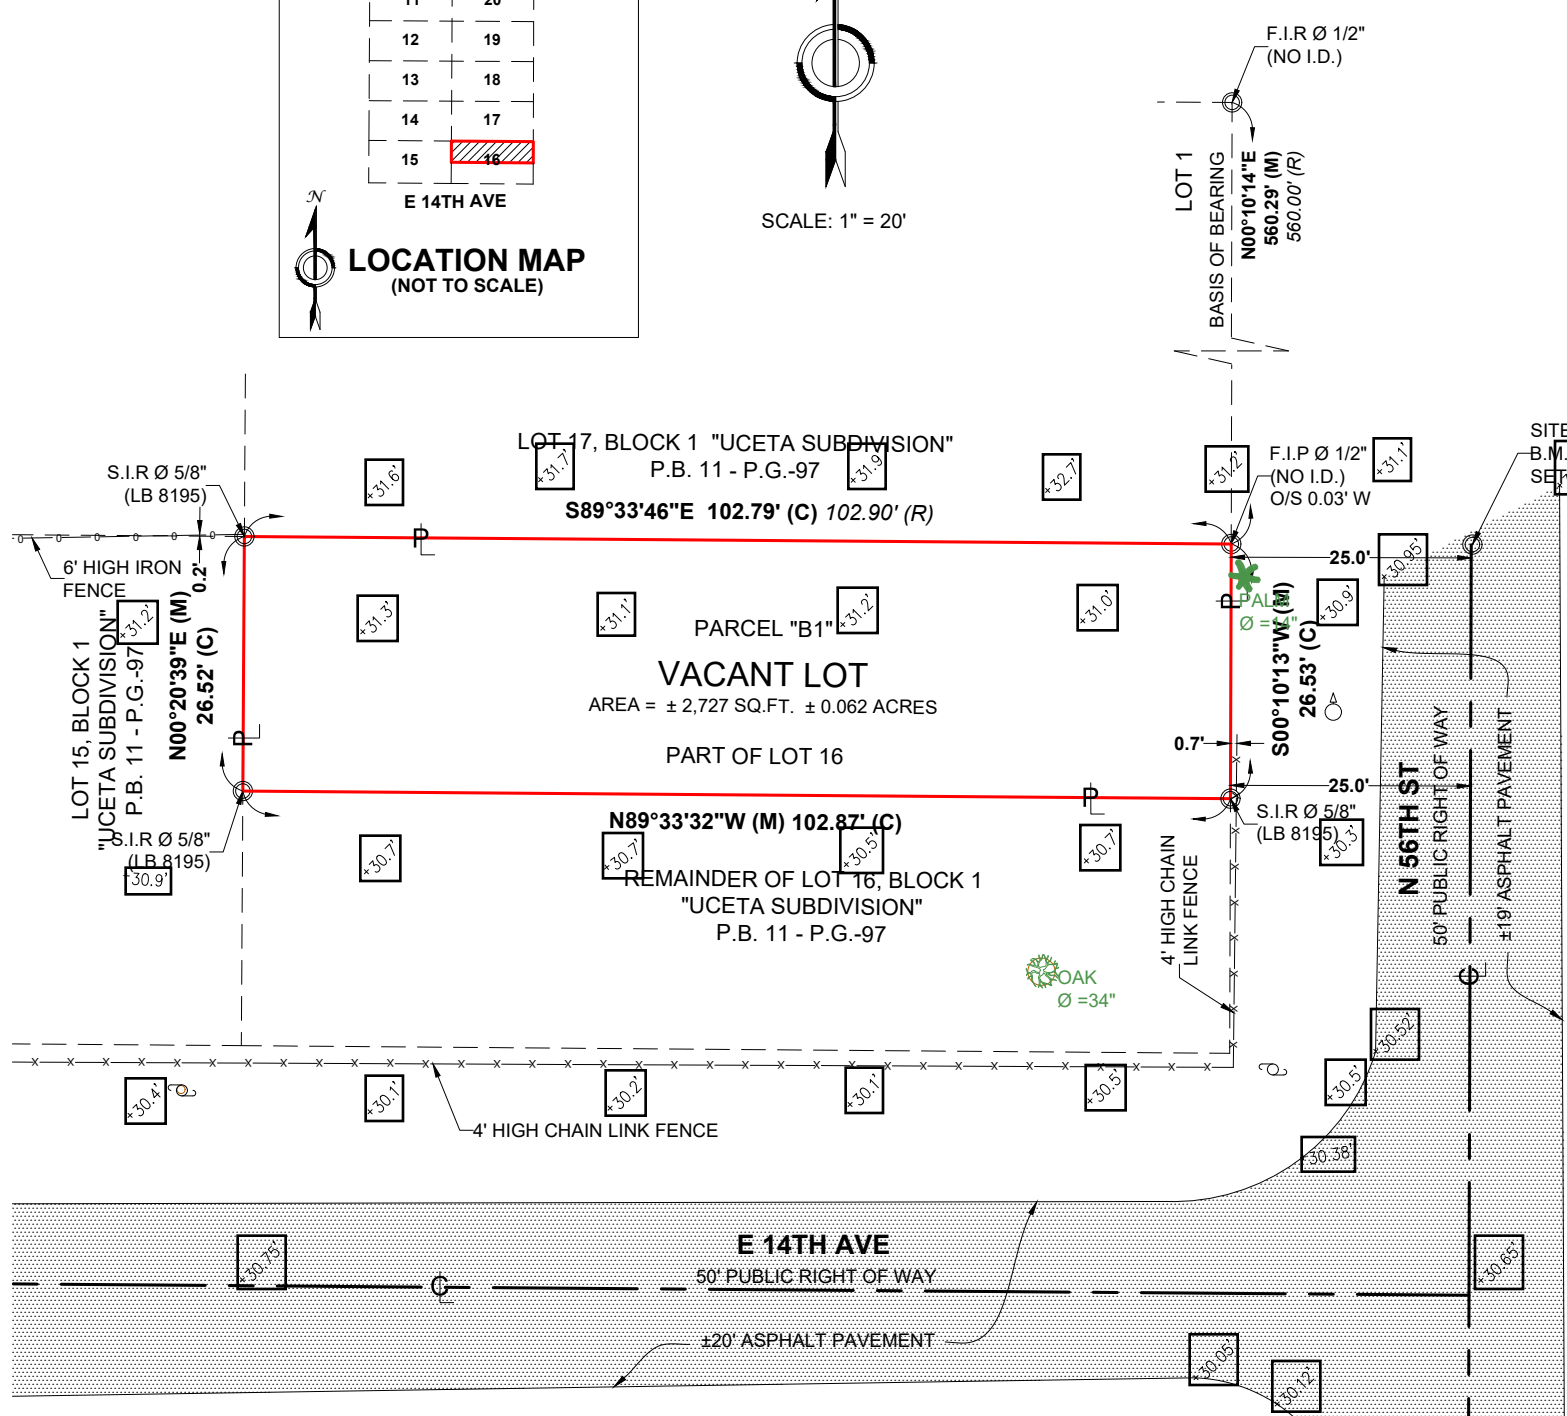 11 20
12 19
13 18
14 17
15 16
E 14TH AVE
N
LOCATION MAP
(NOT TO SCALE)
SCALE: 1" = 20'
F.I.R Ø 1/2"
(NO I.D.)
LOT 1
BASIS OF BEARING
N00°10'14"E
560.29' (M)
560.00' (R)
LOT 17, BLOCK 1 "UCETA SUBDIVISION"
P.B. 11 - P.G.-97
S89°33'46"E 102.79' (C) 102.90' (R)
S.I.R Ø 5/8"
(LB 8195)
+31.6'
+31.7'
+31.9'
+32.7'
+31.2'
+31.1'
F.I.P Ø 1/2"
(NO I.D.)
O/S 0.03' W
SITE
B.M.
SET
6' HIGH IRON
FENCE
0.2'
25.0'
+30.95'
+31.2'
+31.3'
+31.1'
+31.2'
+31.0'
+30.9'
PALM
Ø =14"
LOT 15, BLOCK 1
"UCETA SUBDIVISION"
P.B. 11 - P.G.-97
N00°20'39"E (M)
26.52' (C)
PARCEL "B1"
VACANT LOT
AREA = ± 2,727 SQ.FT. ± 0.062 ACRES
PART OF LOT 16
S00°10'13"W (M)
26.53' (C)
0.7'
25.0'
N 56TH ST
50' PUBLIC RIGHT OF WAY
±19' ASPHALT PAVEMENT
N89°33'32"W (M) 102.87' (C)
S.I.R Ø 5/8"
(LB 8195)
S.I.R Ø 5/8"
(LB 8195)
+30.9'
+30.7'
+30.7'
+30.5'
+30.7'
+30.3'
REMAINDER OF LOT 16, BLOCK 1
"UCETA SUBDIVISION"
P.B. 11 - P.G.-97
4' HIGH CHAIN
LINK FENCE
OAK
Ø =34"
+30.52'
+30.4'
+30.1'
+30.2'
+30.1'
+30.5'
+30.5'
4' HIGH CHAIN LINK FENCE
+30.38'
E 14TH AVE
50' PUBLIC RIGHT OF WAY
+30.75'
+30.65'
±20' ASPHALT PAVEMENT
+30.05'
+30.12'